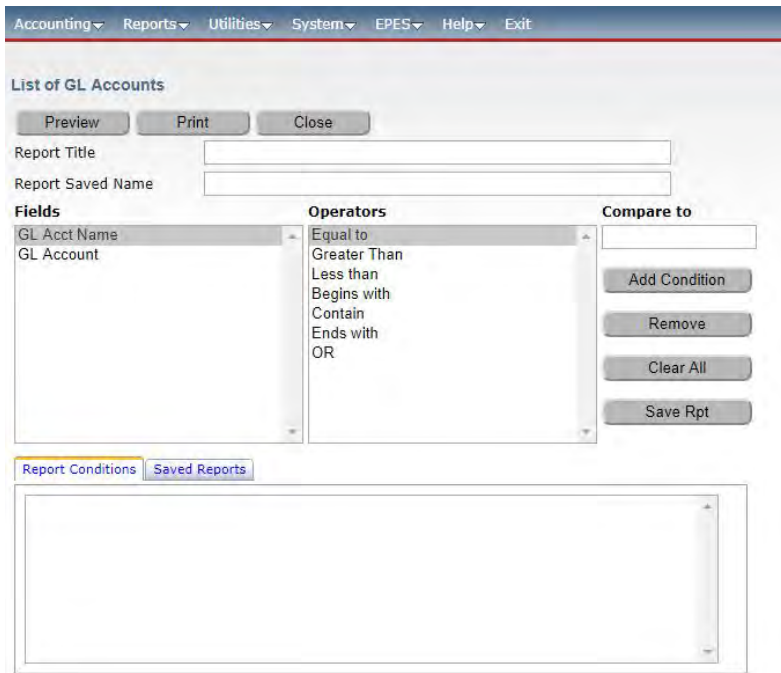 Accounting Reports Utilities System EPES Help Exit
List of GL Accounts
Preview Print Close
Report Title
Report Saved Name
Fields Operators Compare to
GL Acct Name Equal to
GL Account Greater Than
Less than
Begins with
Contain
Ends with
OR
Add Condition
Remove
Clear All
Save Rpt
Report Conditions Saved Reports